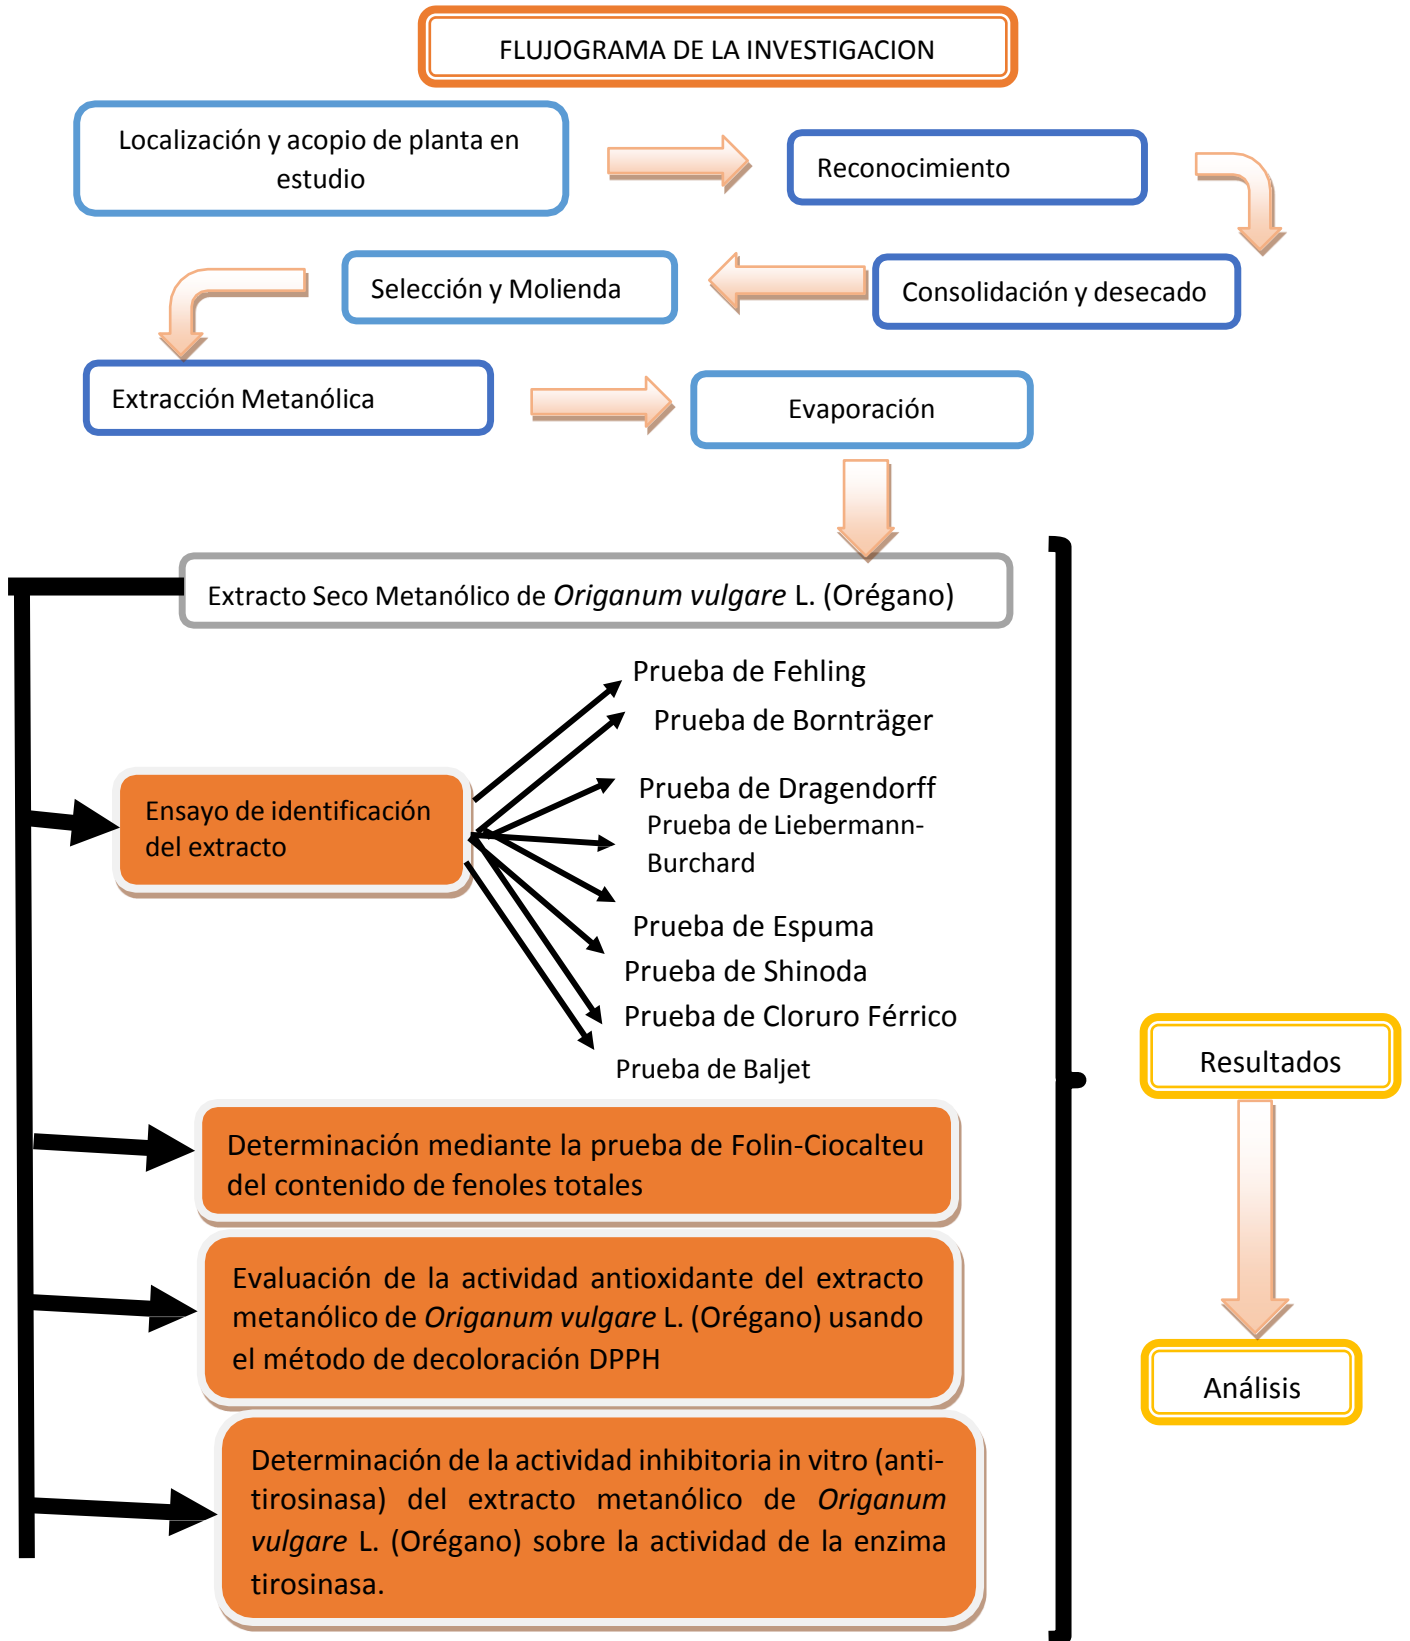 FLUJOGRAMA DE LA INVESTIGACION
Localización y acopio de planta en
estudio
Reconocimiento
Consolidación y desecado
Selección y Molienda
Extracción Metanólica
Evaporación
Extracto Seco Metanólico de Origanum vulgare L. (Orégano)
Ensayo de identificación
del extracto
Prueba de Fehling
Prueba de Bornträger
Prueba de Dragendorff
Prueba de Liebermann-
Burchard
Prueba de Espuma
Prueba de Shinoda
Prueba de Cloruro Férrico
Prueba de Baljet
Determinación mediante la prueba de Folin-Ciocalteu
del contenido de fenoles totales
Evaluación de la actividad antioxidante del extracto
metanólico de Origanum vulgare L. (Orégano) usando
el método de decoloración DPPH
Determinación de la actividad inhibitoria in vitro (anti-
tirosinasa) del extracto metanólico de Origanum
vulgare L. (Orégano) sobre la actividad de la enzima
tirosinasa.
Resultados
Análisis